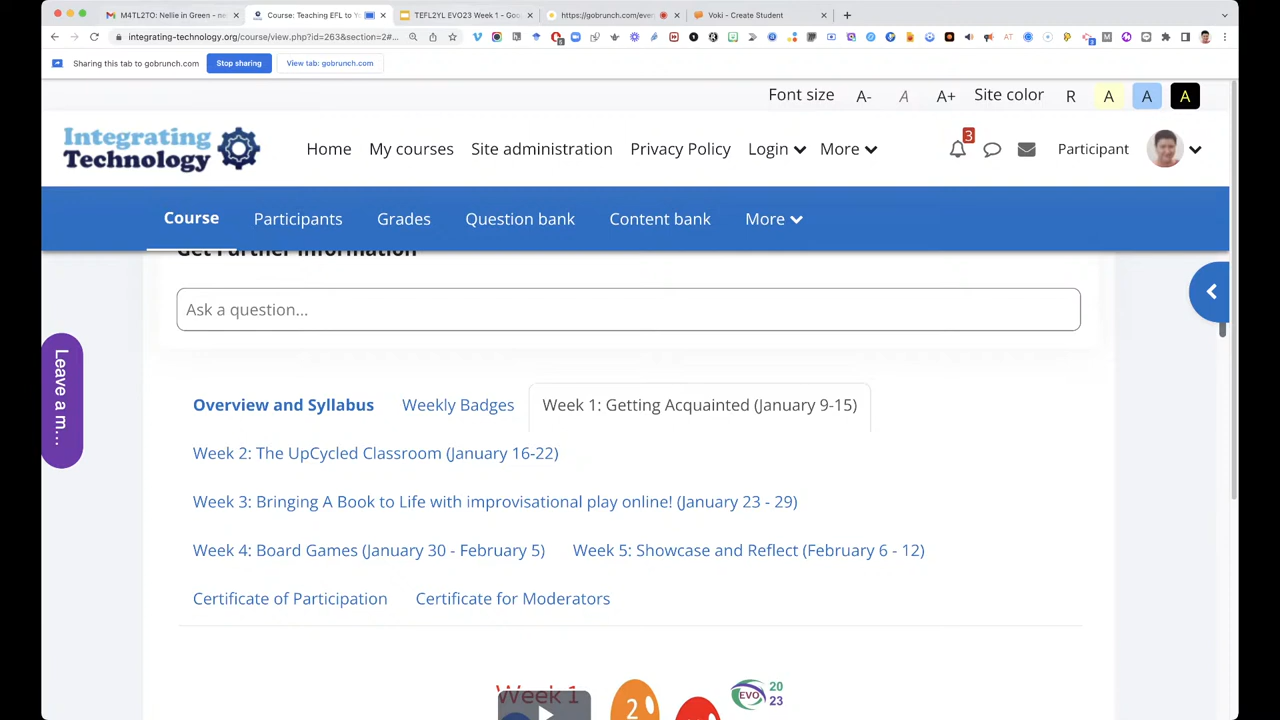 M4TL2TO: Nellie in Green - ne
Course: Teaching EFL to Yo
TEFL2YL EVO23 Week 1 - Goo
https://gobrunch.com/even
Voki - Create Student
integrating-technology.org/course/view.php?id=263&section=2#...
Sharing this tab to gobrunch.com Stop sharing View tab: gobrunch.com
Font size A- A A+ Site color R A A A
Integrating Technology
Home My courses Site administration Privacy Policy Login More 3 Participant
Course Participants Grades Question bank Content bank More
Get Further Information
Ask a question...
Leave a m...
Overview and Syllabus Weekly Badges Week 1: Getting Acquainted (January 9-15)
Week 2: The UpCycled Classroom (January 16-22)
Week 3: Bringing A Book to Life with improvisational play online! (January 23 - 29)
Week 4: Board Games (January 30 - February 5) Week 5: Showcase and Reflect (February 6 - 12)
Certificate of Participation Certificate for Moderators
Week 1 2 EVO 20 23